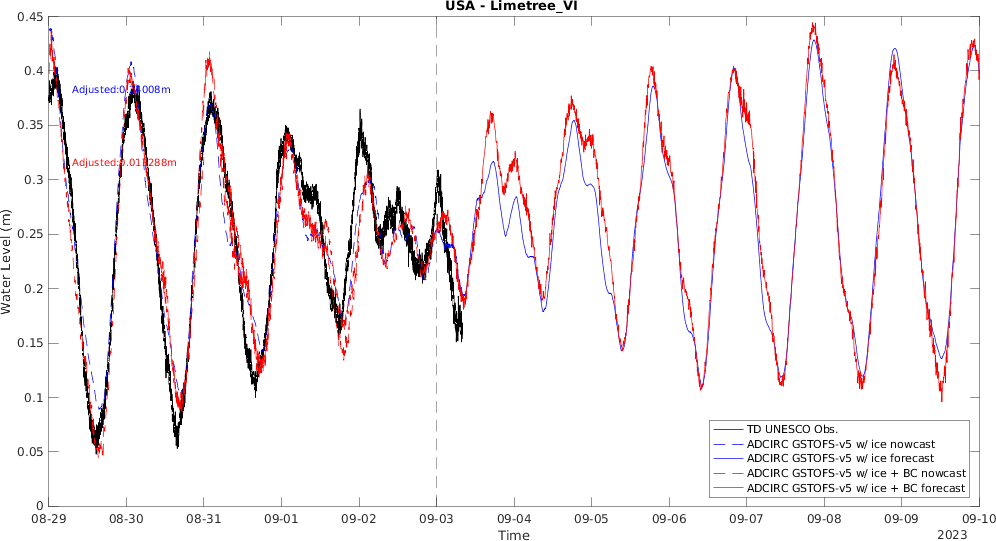 USA - Limetree_VI
0.45
0.4
0.35
0.3
0.25
0.2
0.15
0.1
0.05
0
Water Level (m)
08-29 08-30 08-31 09-01 09-02 09-03 09-04 09-05 09-06 09-07 09-08 09-09 09-10
Time
2023
TD UNESCO Obs.
ADCIRC GSTOFS-v5 w/ ice nowcast
ADCIRC GSTOFS-v5 w/ ice forecast
ADCIRC GSTOFS-v5 w/ ice + BC nowcast
ADCIRC GSTOFS-v5 w/ ice + BC forecast